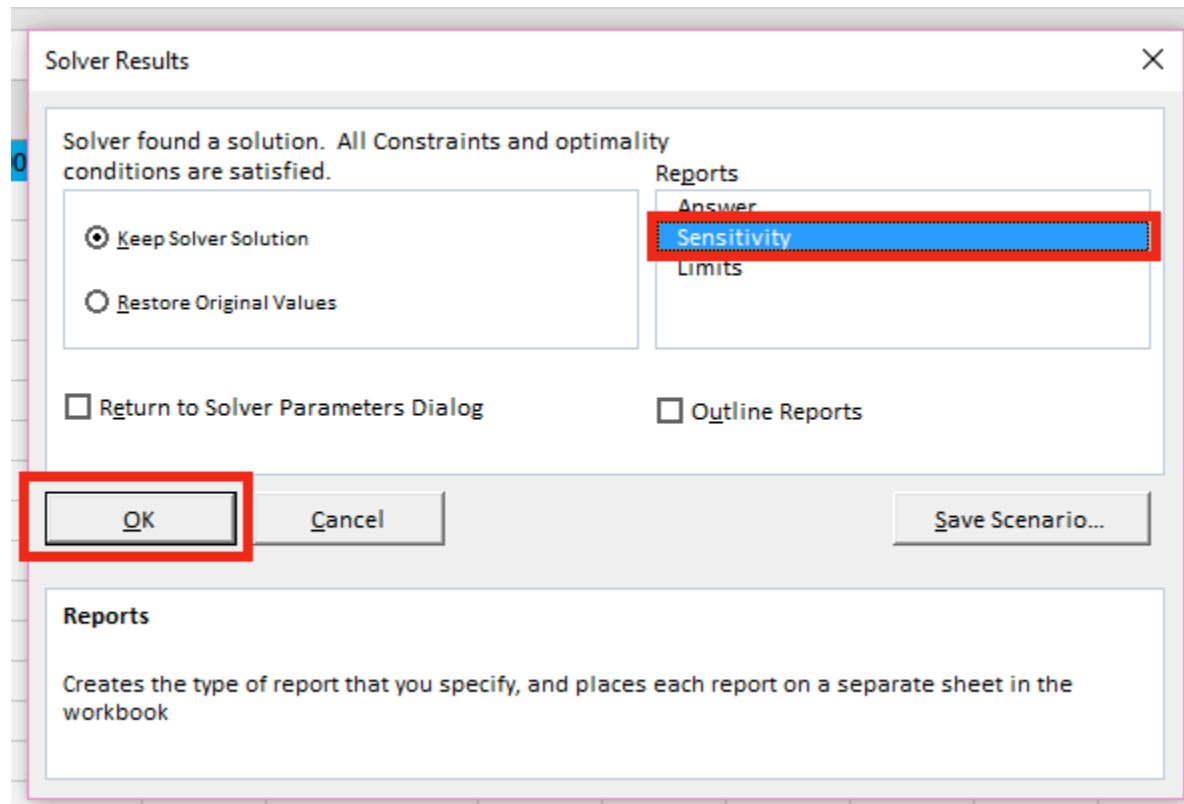 Solver Results
Solver found a solution. All Constraints and optimality
conditions are satisfied.
Reports
Keep Solver Solution
Restore Original Values
Answer
Sensitivity
Limits
Return to Solver Parameters Dialog
Outline Reports
OK
Cancel
Save Scenario...
Reports
Creates the type of report that you specify, and places each report on a separate sheet in the
workbook